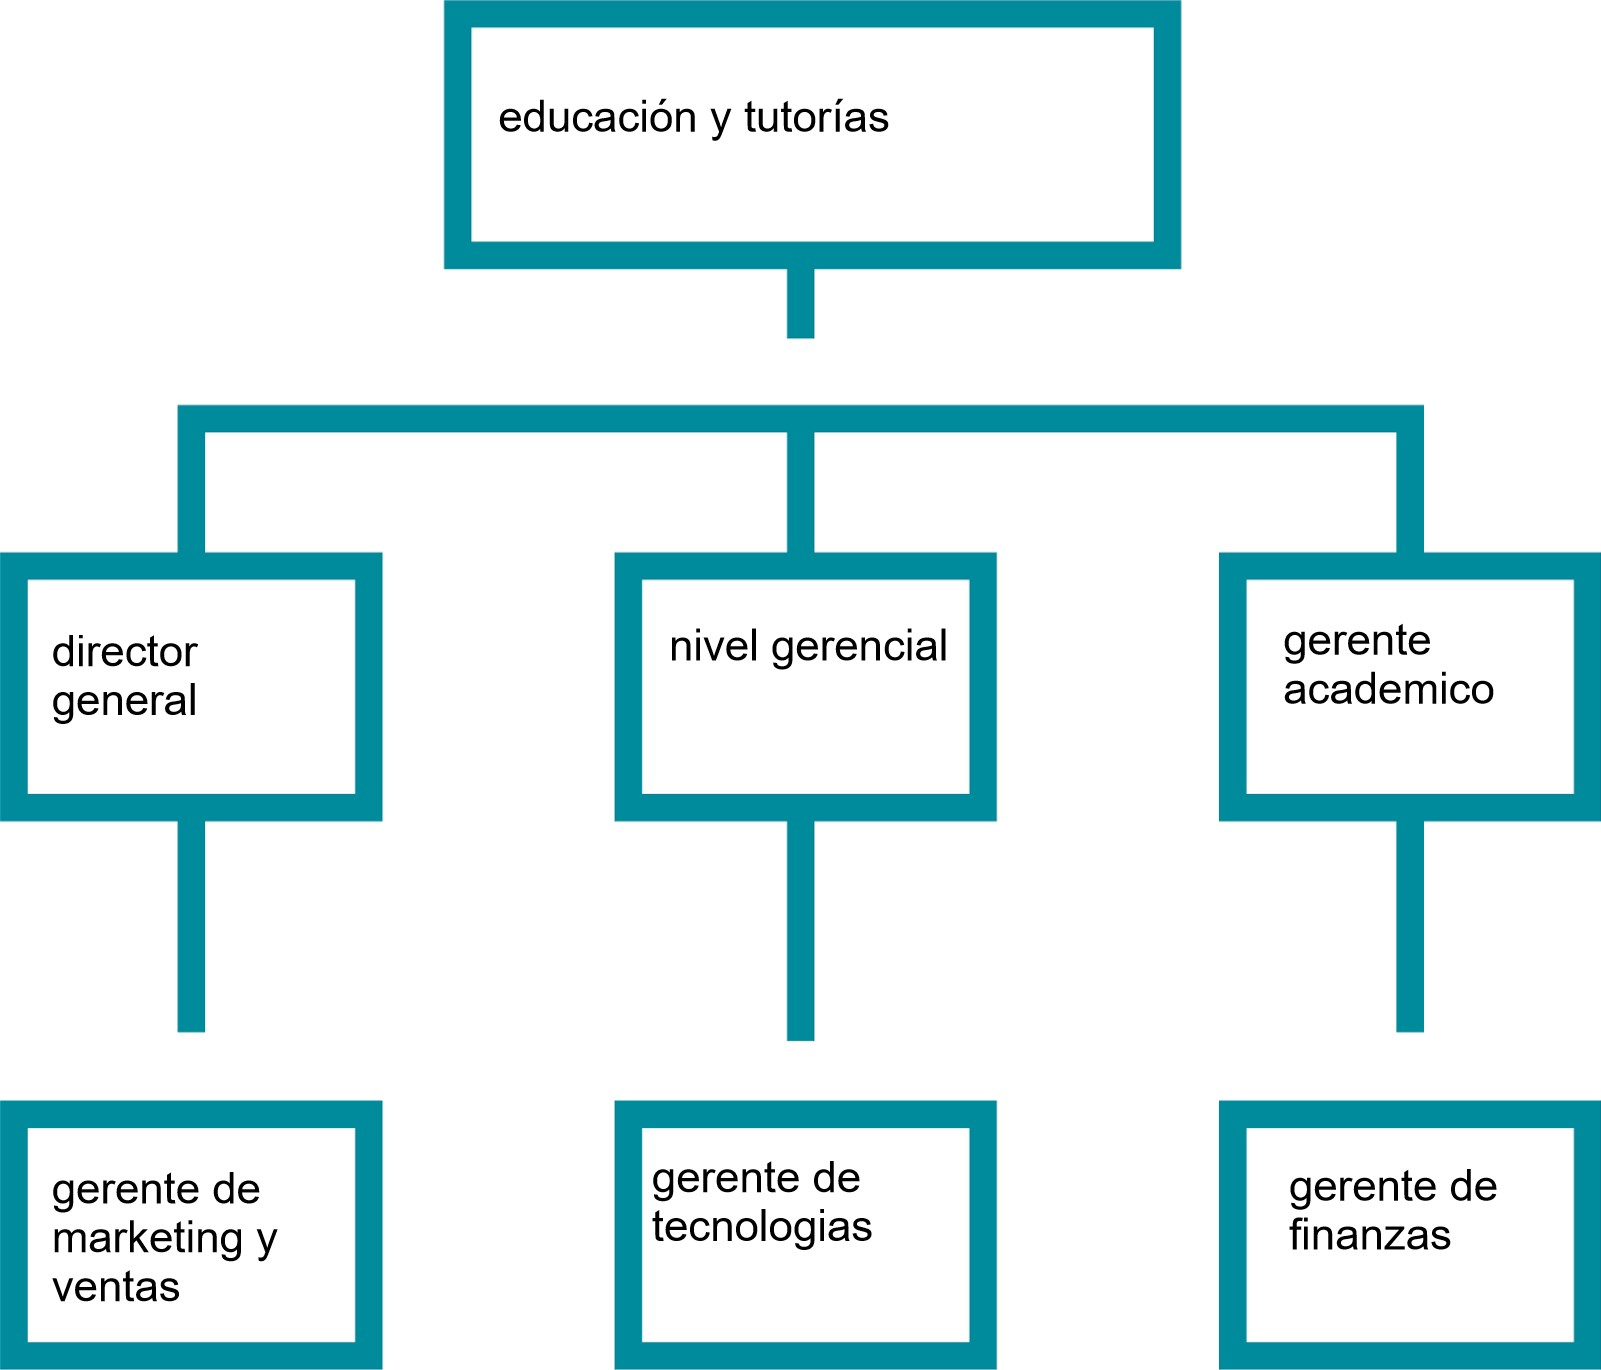 educación y tutorías
director
general
nivel gerencial
gerente
academico
gerente de
marketing y
ventas
gerente de
tecnologias
gerente de
finanzas